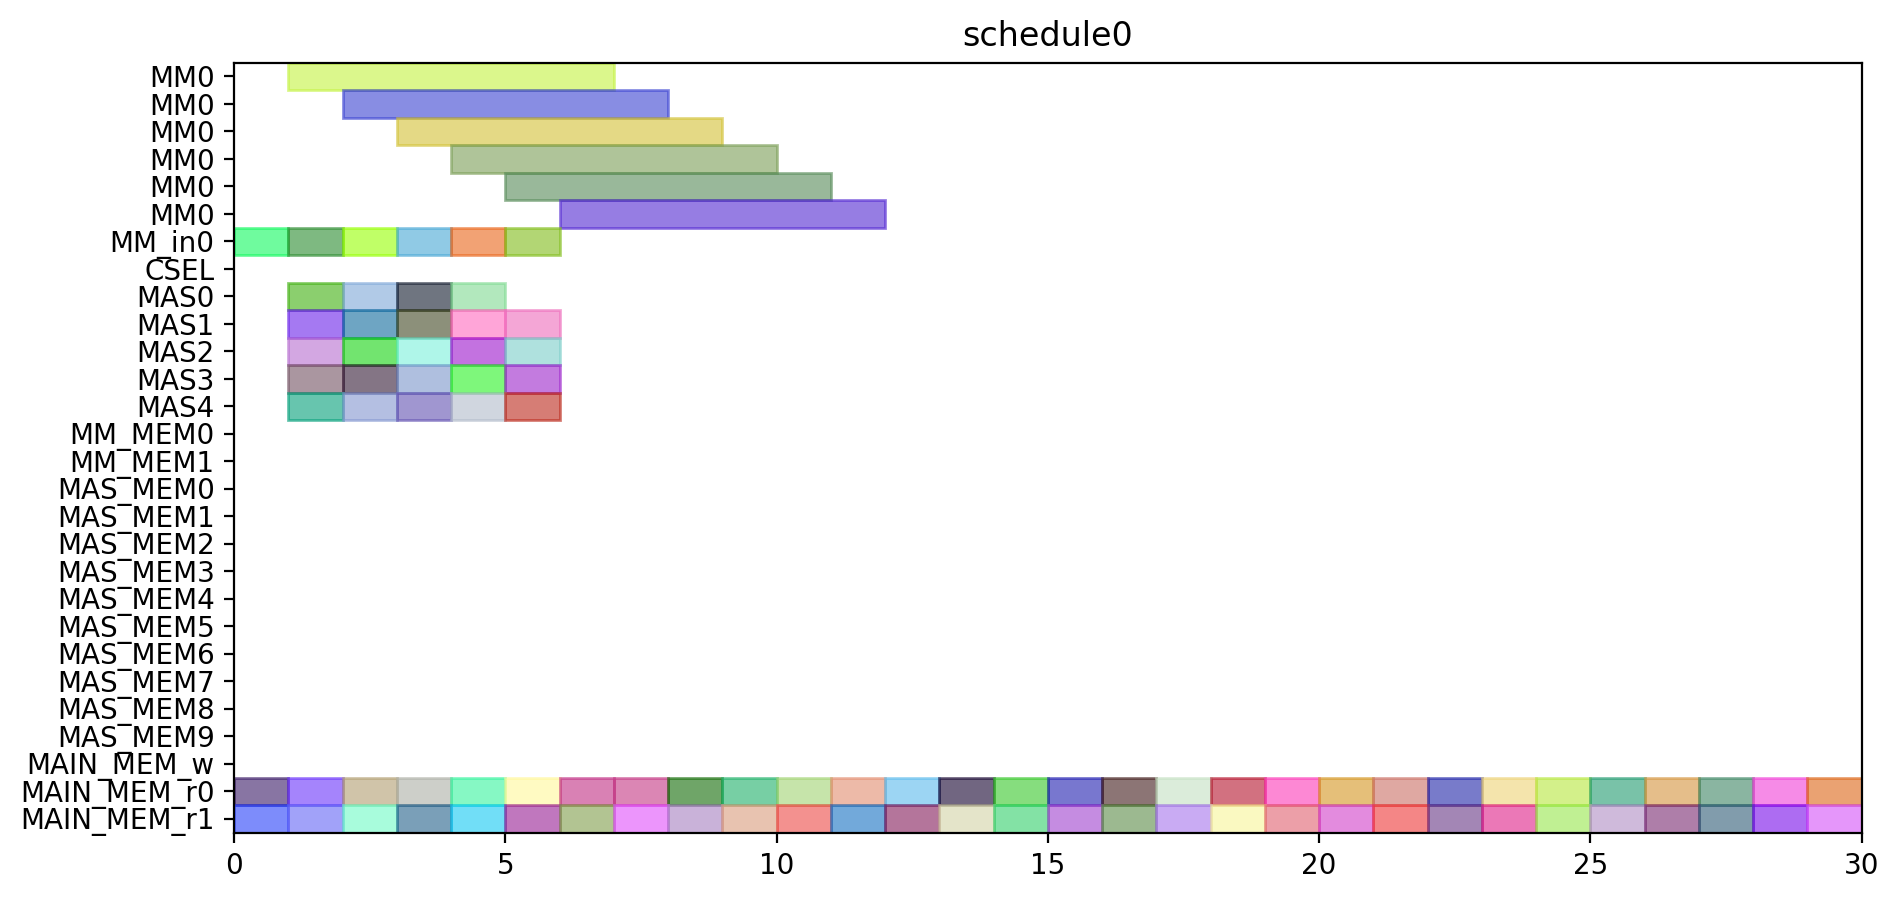 schedule0
MM0
MM0
MM0
MM0
MM0
MM0
MM_in0
CSEL
MAS0
MAS1
MAS2
MAS3
MAS4
MM_MEM0
MM_MEM1
MAS_MEM0
MAS_MEM1
MAS_MEM2
MAS_MEM3
MAS_MEM4
MAS_MEM5
MAS_MEM6
MAS_MEM7
MAS_MEM8
MAS_MEM9
MAIN_MEM_w
MAIN_MEM_r0
MAIN_MEM_r1
0 5 10 15 20 25 30